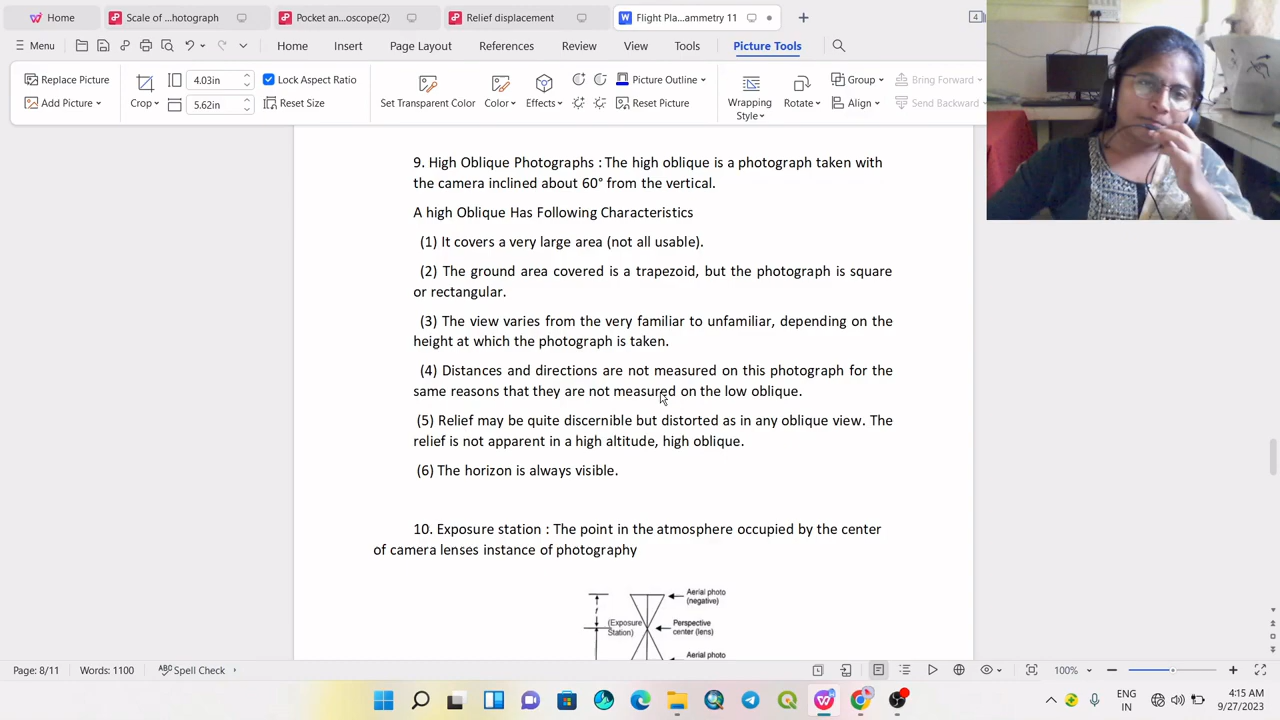 Home
Scale of ...hotograph
Pocket an...oscope(2)
Relief displacement
Flight Pla...ammetry 11
4
Menu
Home
Insert
Page Layout
References
Review
View
Tools
Picture Tools
Replace Picture
4.03in
Lock Aspect Ratio
Picture Outline
Group
Bring Forward
Add Picture
Crop
5.92in
Reset Size
Set Transparent Color
Color
Effects
Reset Picture
Wrapping
Style
Rotate
Align
Send Backward
9. High Oblique Photographs : The high oblique is a photograph taken with
the camera inclined about 60° from the vertical.
A high Oblique Has Following Characteristics
(1) It covers a very large area (not all usable).
(2) The ground area covered is a trapezoid, but the photograph is square
or rectangular.
(3) The view varies from the very familiar to unfamiliar, depending on the
height at which the photograph is taken.
(4) Distances and directions are not measured on this photograph for the
same reasons that they are not measured on the low oblique.
(5) Relief may be quite discernible but distorted as in any oblique view. The
relief is not apparent in a high altitude, high oblique.
(6) The horizon is always visible.
10. Exposure station : The point in the atmosphere occupied by the center
of camera lenses instance of photography
Aerial photo
(negative)
f
(Exposure
Station)
Perspective
center (lens)
Aerial photo
Page: 8/11
Words: 1100
Spell Check
100%
ENG
IN
4:15 AM
9/27/2023